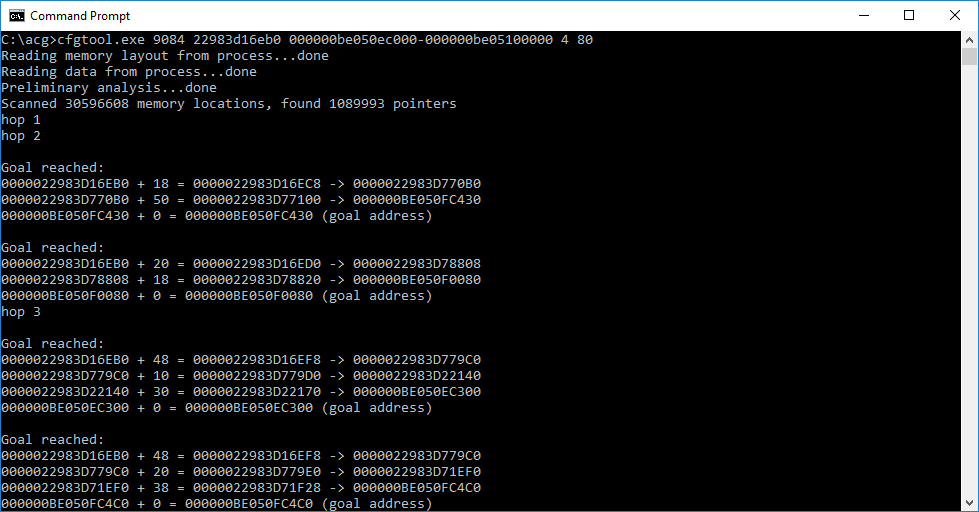 Command Prompt
C:\acg>cfgtool.exe 9084 22983d16eb0 000000be050ec000-000000be05100000 4 80
Reading memory layout from process...done
Reading data from process...done
Preliminary analysis...done
Scanned 30596608 memory locations, found 1089993 pointers
hop 1
hop 2
Goal reached:
0000022983D16EB0 + 18 = 0000022983D16EC8 -> 0000022983D770B0
0000022983D770B0 + 50 = 0000022983D77100 -> 000000BE050FC430
000000BE050FC430 + 0 = 000000BE050FC430 (goal address)
Goal reached:
0000022983D16EB0 + 20 = 0000022983D16ED0 -> 0000022983D78808
0000022983D78808 + 18 = 0000022983D78820 -> 000000BE050F0080
000000BE050F0080 + 0 = 000000BE050F0080 (goal address)
hop 3
Goal reached:
0000022983D16EB0 + 48 = 0000022983D16EF8 -> 0000022983D779C0
0000022983D779C0 + 10 = 0000022983D779D0 -> 0000022983D22140
0000022983D22140 + 30 = 0000022983D22170 -> 000000BE050EC300
000000BE050EC300 + 0 = 000000BE050EC300 (goal address)
Goal reached:
0000022983D16EB0 + 48 = 0000022983D16EF8 -> 0000022983D779C0
0000022983D779C0 + 20 = 0000022983D779E0 -> 0000022983D71EF0
0000022983D71EF0 + 38 = 0000022983D71F28 -> 000000BE050FC4C0
000000BE050FC4C0 + 0 = 000000BE050FC4C0 (goal address)